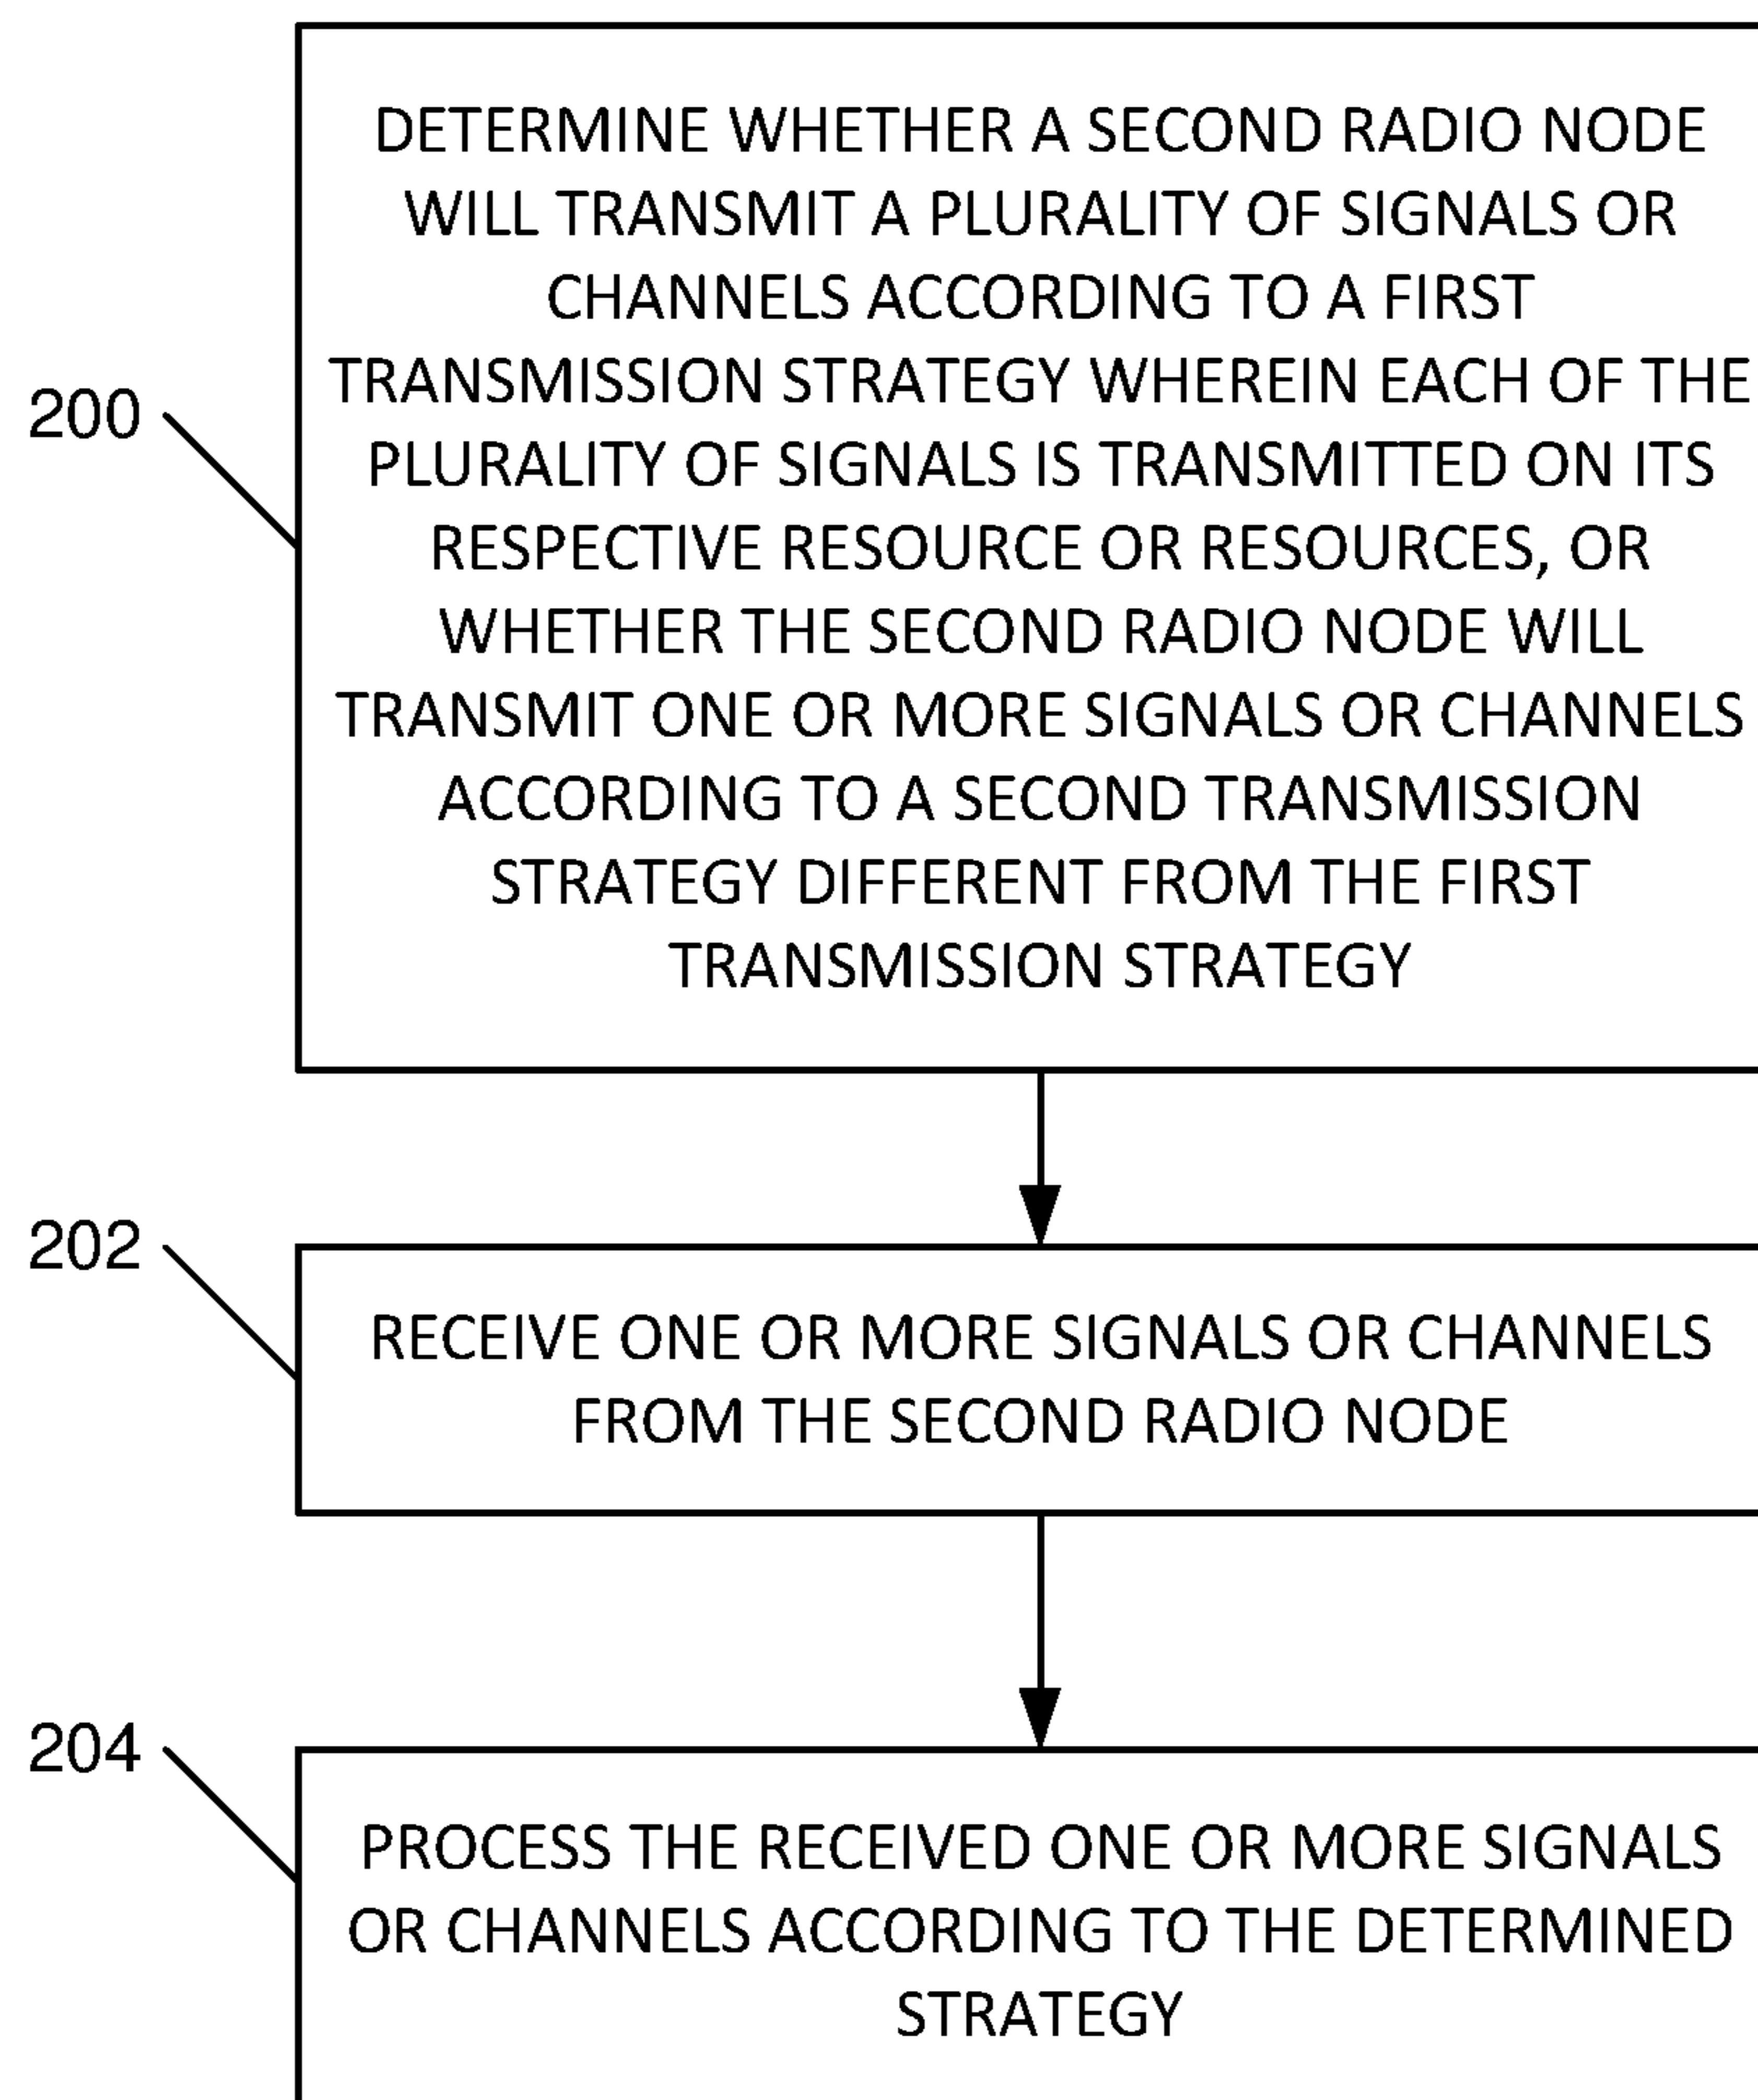 DETERMINE WHETHER A SECOND RADIO NODE
WILL TRANSMIT A PLURALITY OF SIGNALS OR
CHANNELS ACCORDING TO A FIRST
TRANSMISSION STRATEGY WHEREIN EACH OF THE
PLURALITY OF SIGNALS IS TRANSMITTED ON ITS
RESPECTIVE RESOURCE OR RESOURCES, OR
WHETHER THE SECOND RADIO NODE WILL
TRANSMIT ONE OR MORE SIGNALS OR CHANNELS
ACCORDING TO A SECOND TRANSMISSION
STRATEGY DIFFERENT FROM THE FIRST
TRANSMISSION STRATEGY
200
202
RECEIVE ONE OR MORE SIGNALS OR CHANNELS
FROM THE SECOND RADIO NODE
204
PROCESS THE RECEIVED ONE OR MORE SIGNALS
OR CHANNELS ACCORDING TO THE DETERMINED
STRATEGY